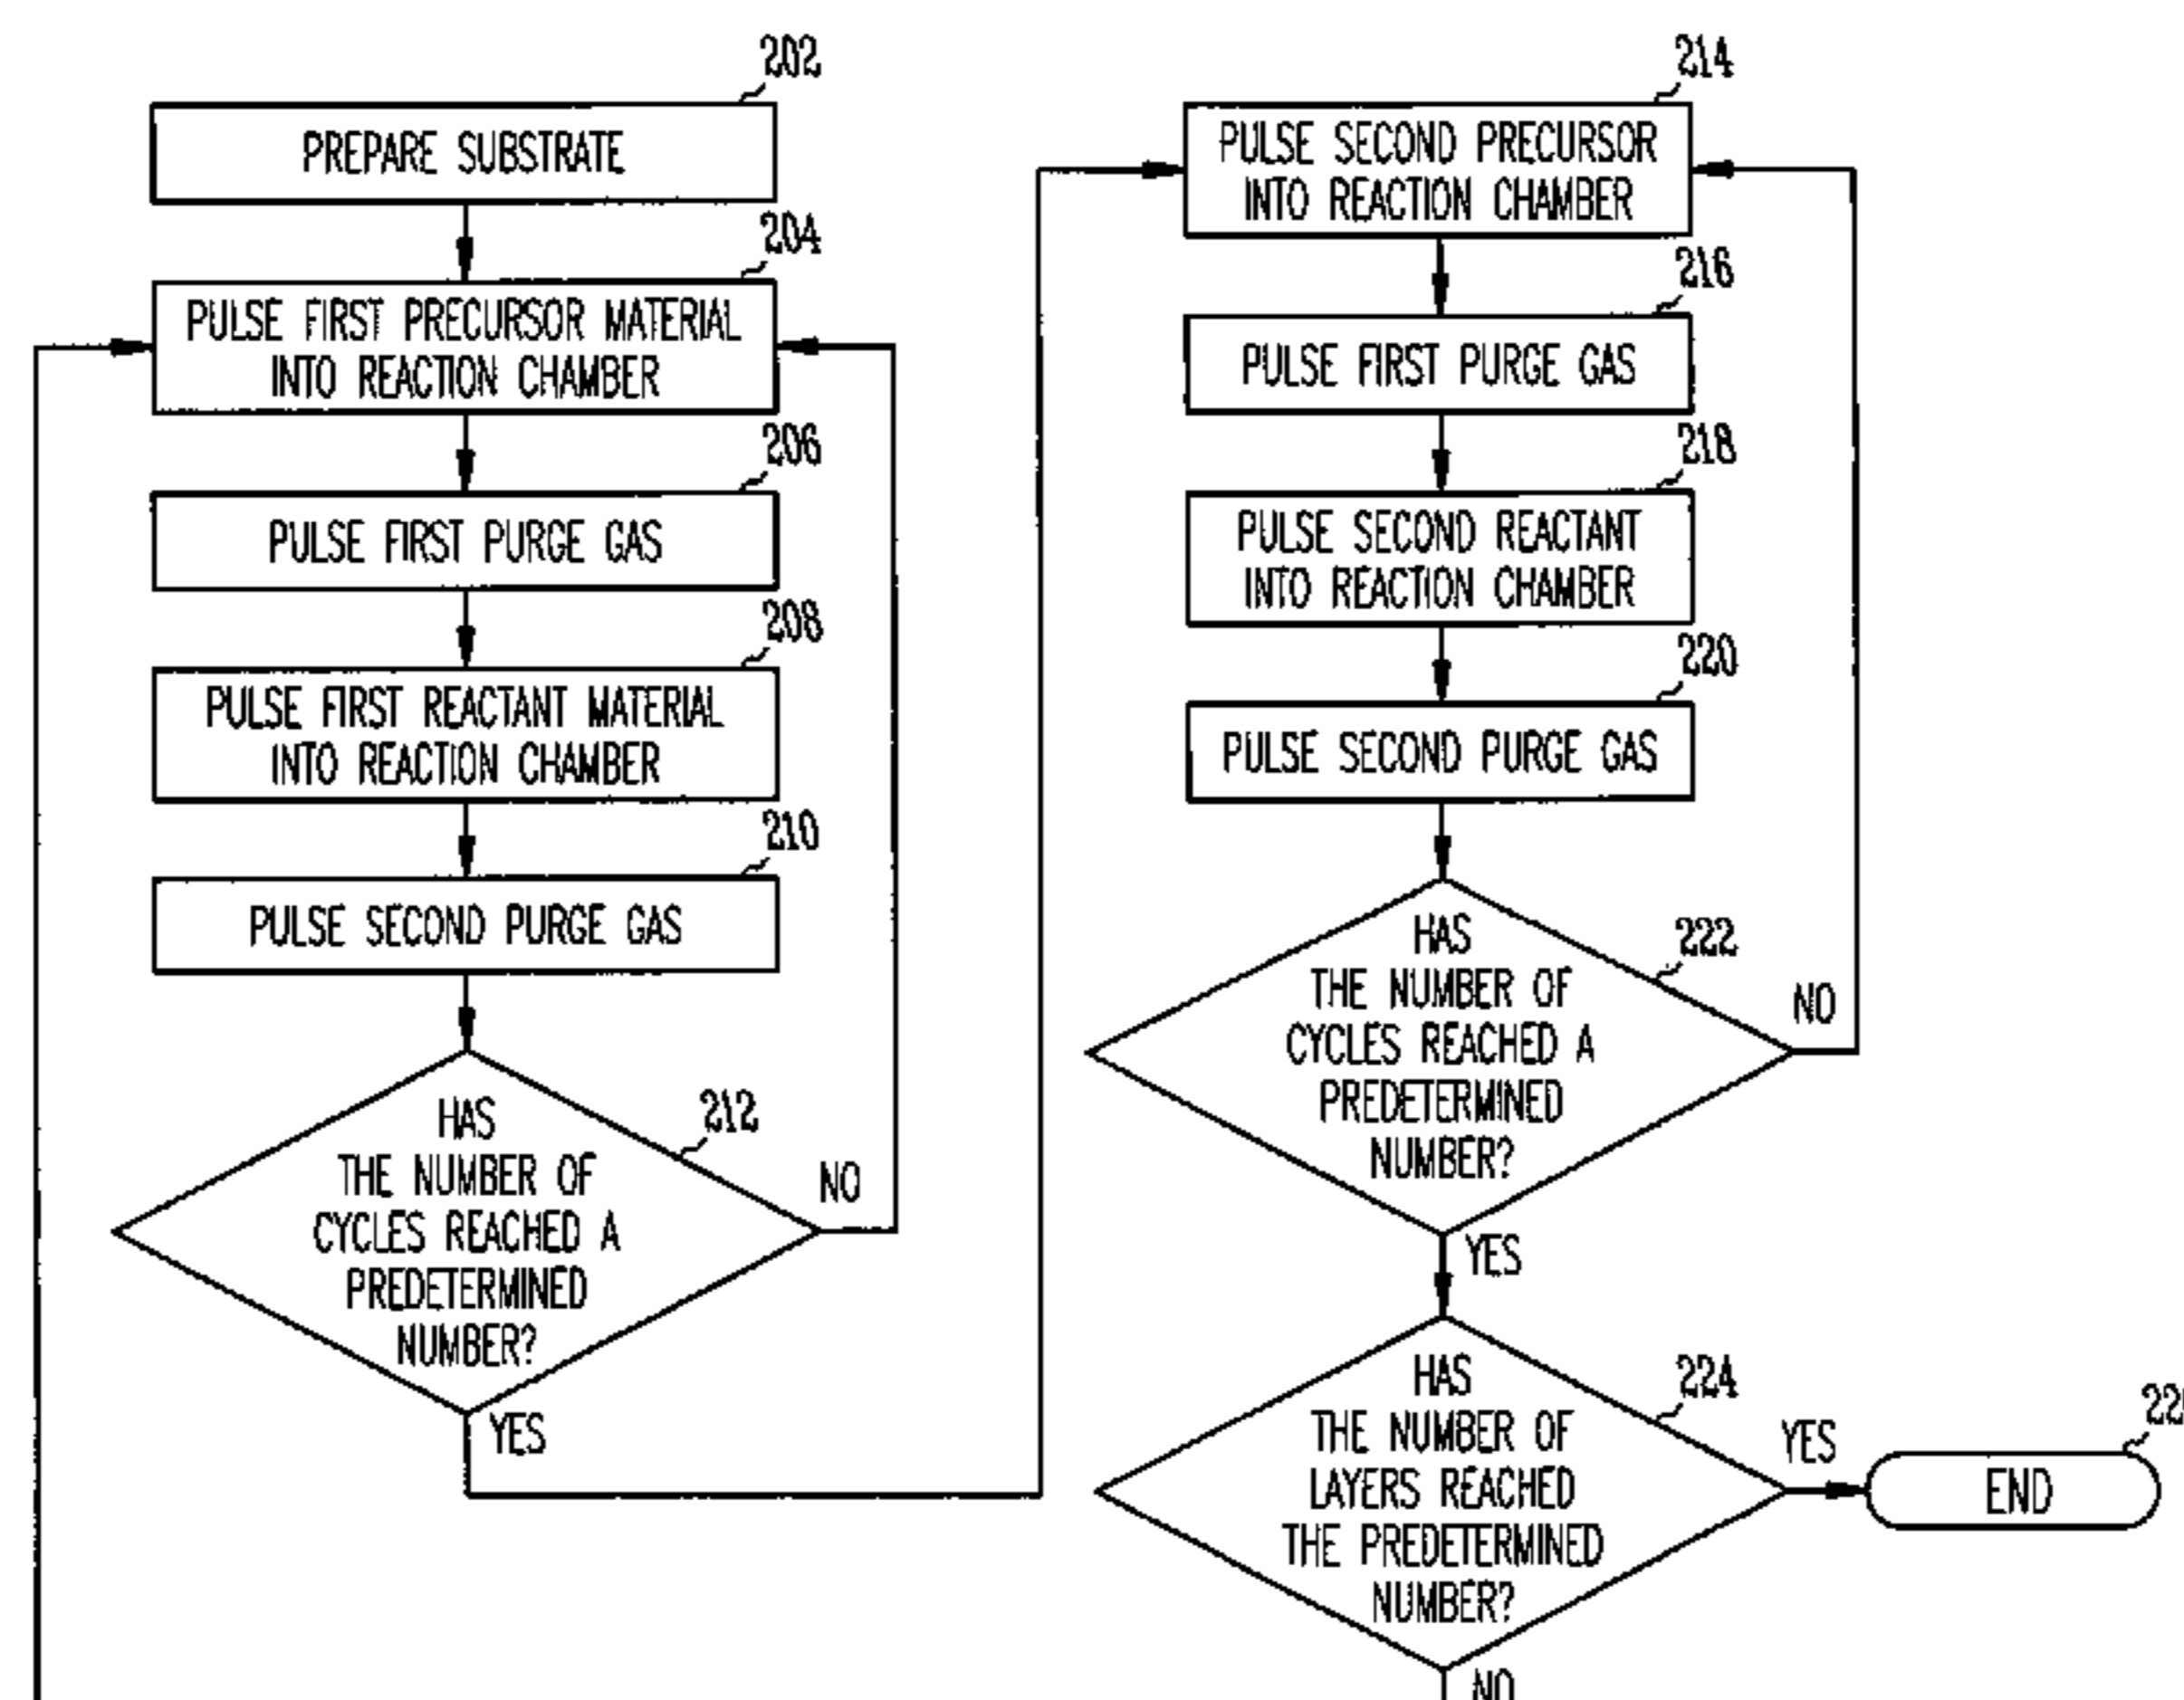 202
PREPARE SUBSTRATE
204
PULSE FIRST PRECURSOR MATERIAL
INTO REACTION CHAMBER
206
PULSE FIRST PURGE GAS
208
PULSE FIRST REACTANT MATERIAL
INTO REACTION CHAMBER
210
PULSE SECOND PURGE GAS
212
HAS
THE NUMBER OF
CYCLES REACHED A
PREDETERMINED
NUMBER?
NO
YES
214
PULSE SECOND PRECURSOR
INTO REACTION CHAMBER
216
PULSE FIRST PURGE GAS
218
PULSE SECOND REACTANT
INTO REACTION CHAMBER
220
PULSE SECOND PURGE GAS
222
HAS
THE NUMBER OF
CYCLES REACHED A
PREDETERMINED
NUMBER?
NO
YES
224
HAS
THE NUMBER OF
LAYERS REACHED
THE PREDETERMINED
NUMBER?
YES
END
NO